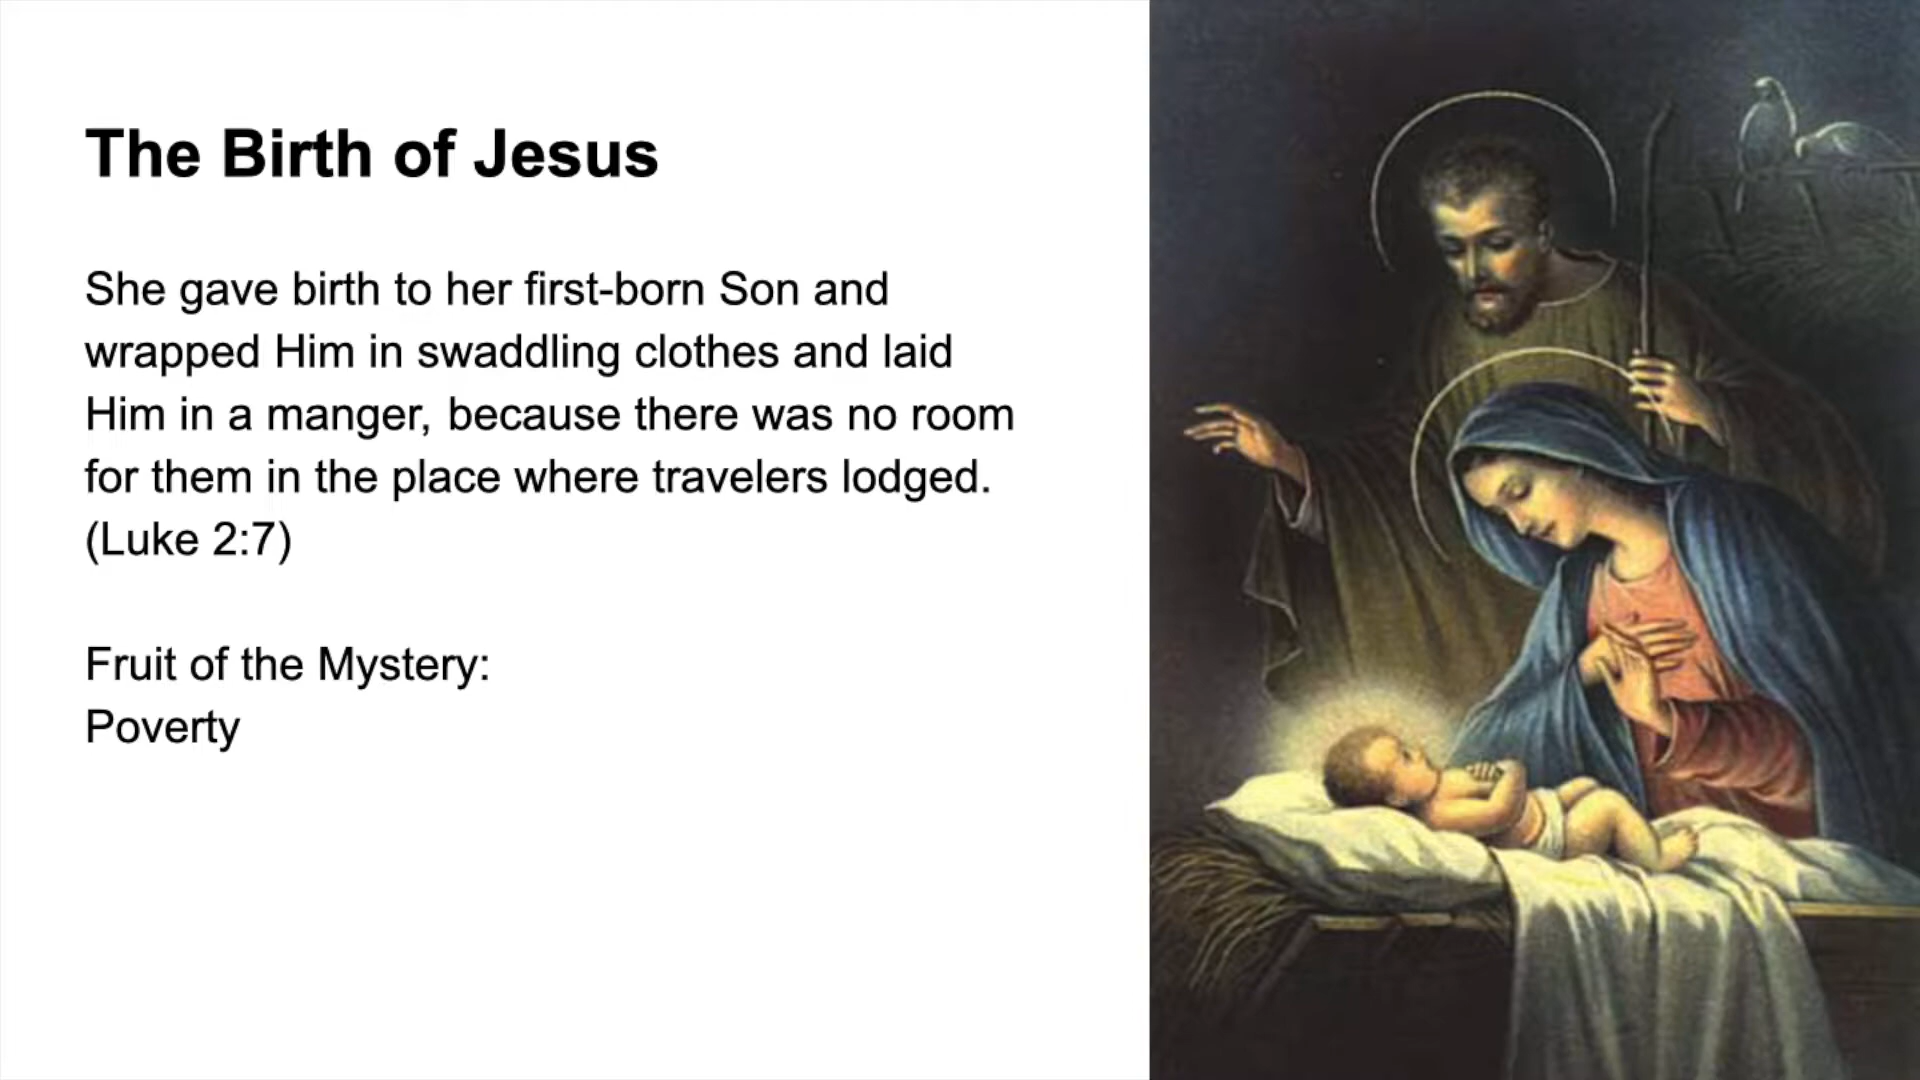 The Birth of Jesus
She gave birth to her first-born Son and
wrapped Him in swaddling clothes and laid
Him in a manger, because there was no room
for them in the place where travelers lodged.
(Luke 2:7)
Fruit of the Mystery:
Poverty